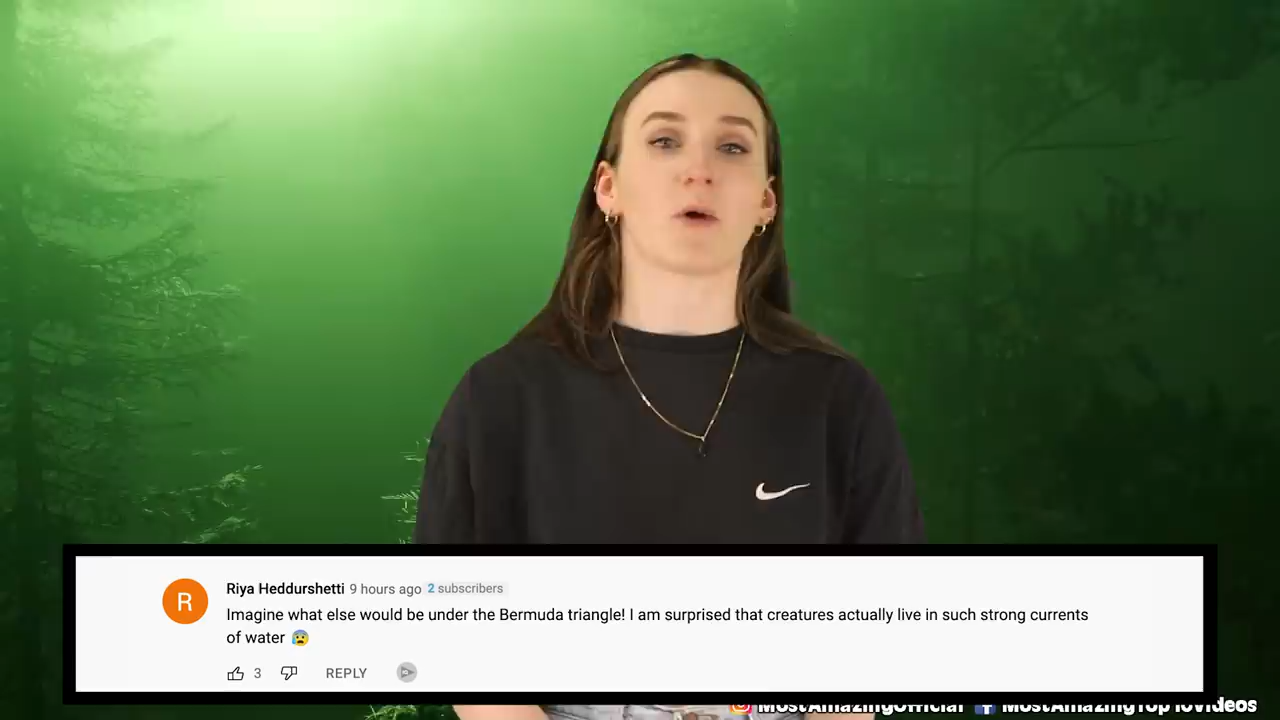 Riya Heddurshetti 9 hours ago 2 subscribers
Imagine what else would be under the Bermuda triangle! I am surprised that creatures actually live in such strong currents
of water 😰
3 REPLY
MostAmazingOfficial MostAmazingTop10Videos